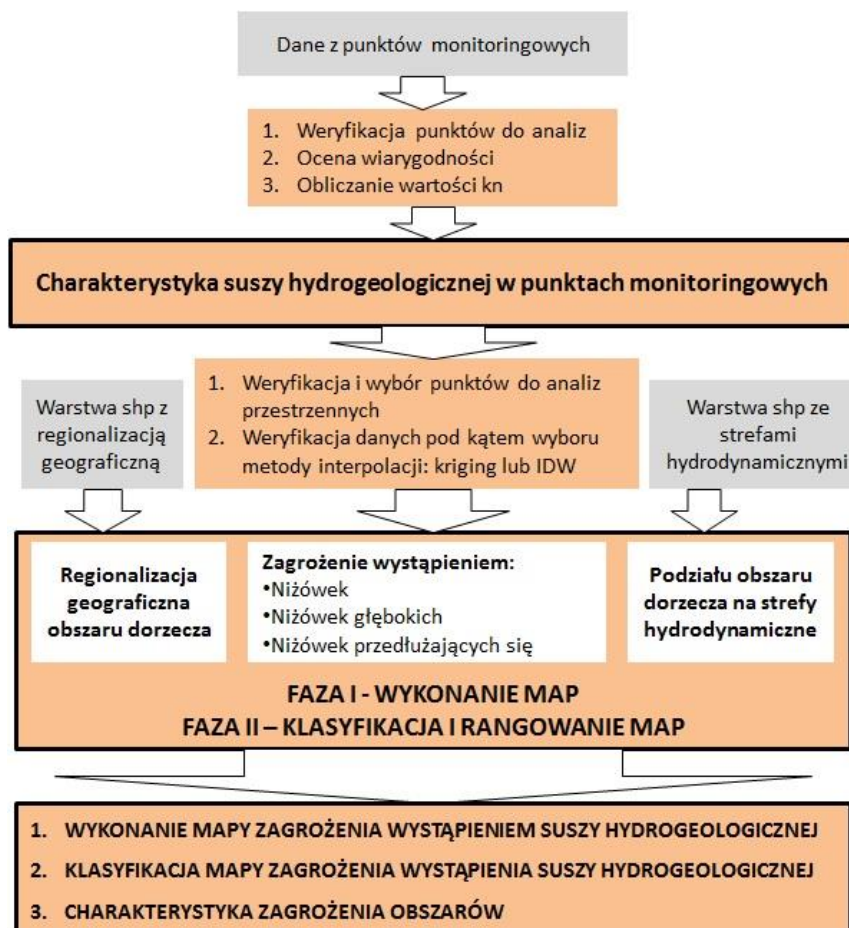 Dane z punktów monitoringowych
1. Weryfikacja punktów do analiz
2. Ocena wiarygodności
3. Obliczanie wartości kn
Charakterystyka suszy hydrogeologicznej w punktach monitoringowych
Warstwa shp z
regionalizacją
geograficzną
1. Weryfikacja i wybór punktów do analiz
przestrzennych
2. Weryfikacja danych pod kątem wyboru
metody interpolacji: kriging lub IDW
Warstwa shp ze
strefami
hydrodynamicznymi
Regionalizacja
geograficzna
obszaru dorzecza
Zagrożenie wystąpieniem:
•Niżówek
•Niżówek głębokich
•Niżówek przedłużających się
Podziału obszaru
dorzecza na strefy
hydrodynamiczne
FAZA I - WYKONANIE MAP
FAZA II – KLASYFIKACJA I RANGOWANIE MAP
1. WYKONANIE MAPY ZAGROŻENIA WYSTĄPIENIEM SUSZY HYDROGEOLOGICZNEJ
2. KLASYFIKACJA MAPY ZAGROŻENIA WYSTĄPIENIA SUSZY HYDROGEOLOGICZNEJ
3. CHARAKTERYSTYKA ZAGROŻENIA OBSZARÓW